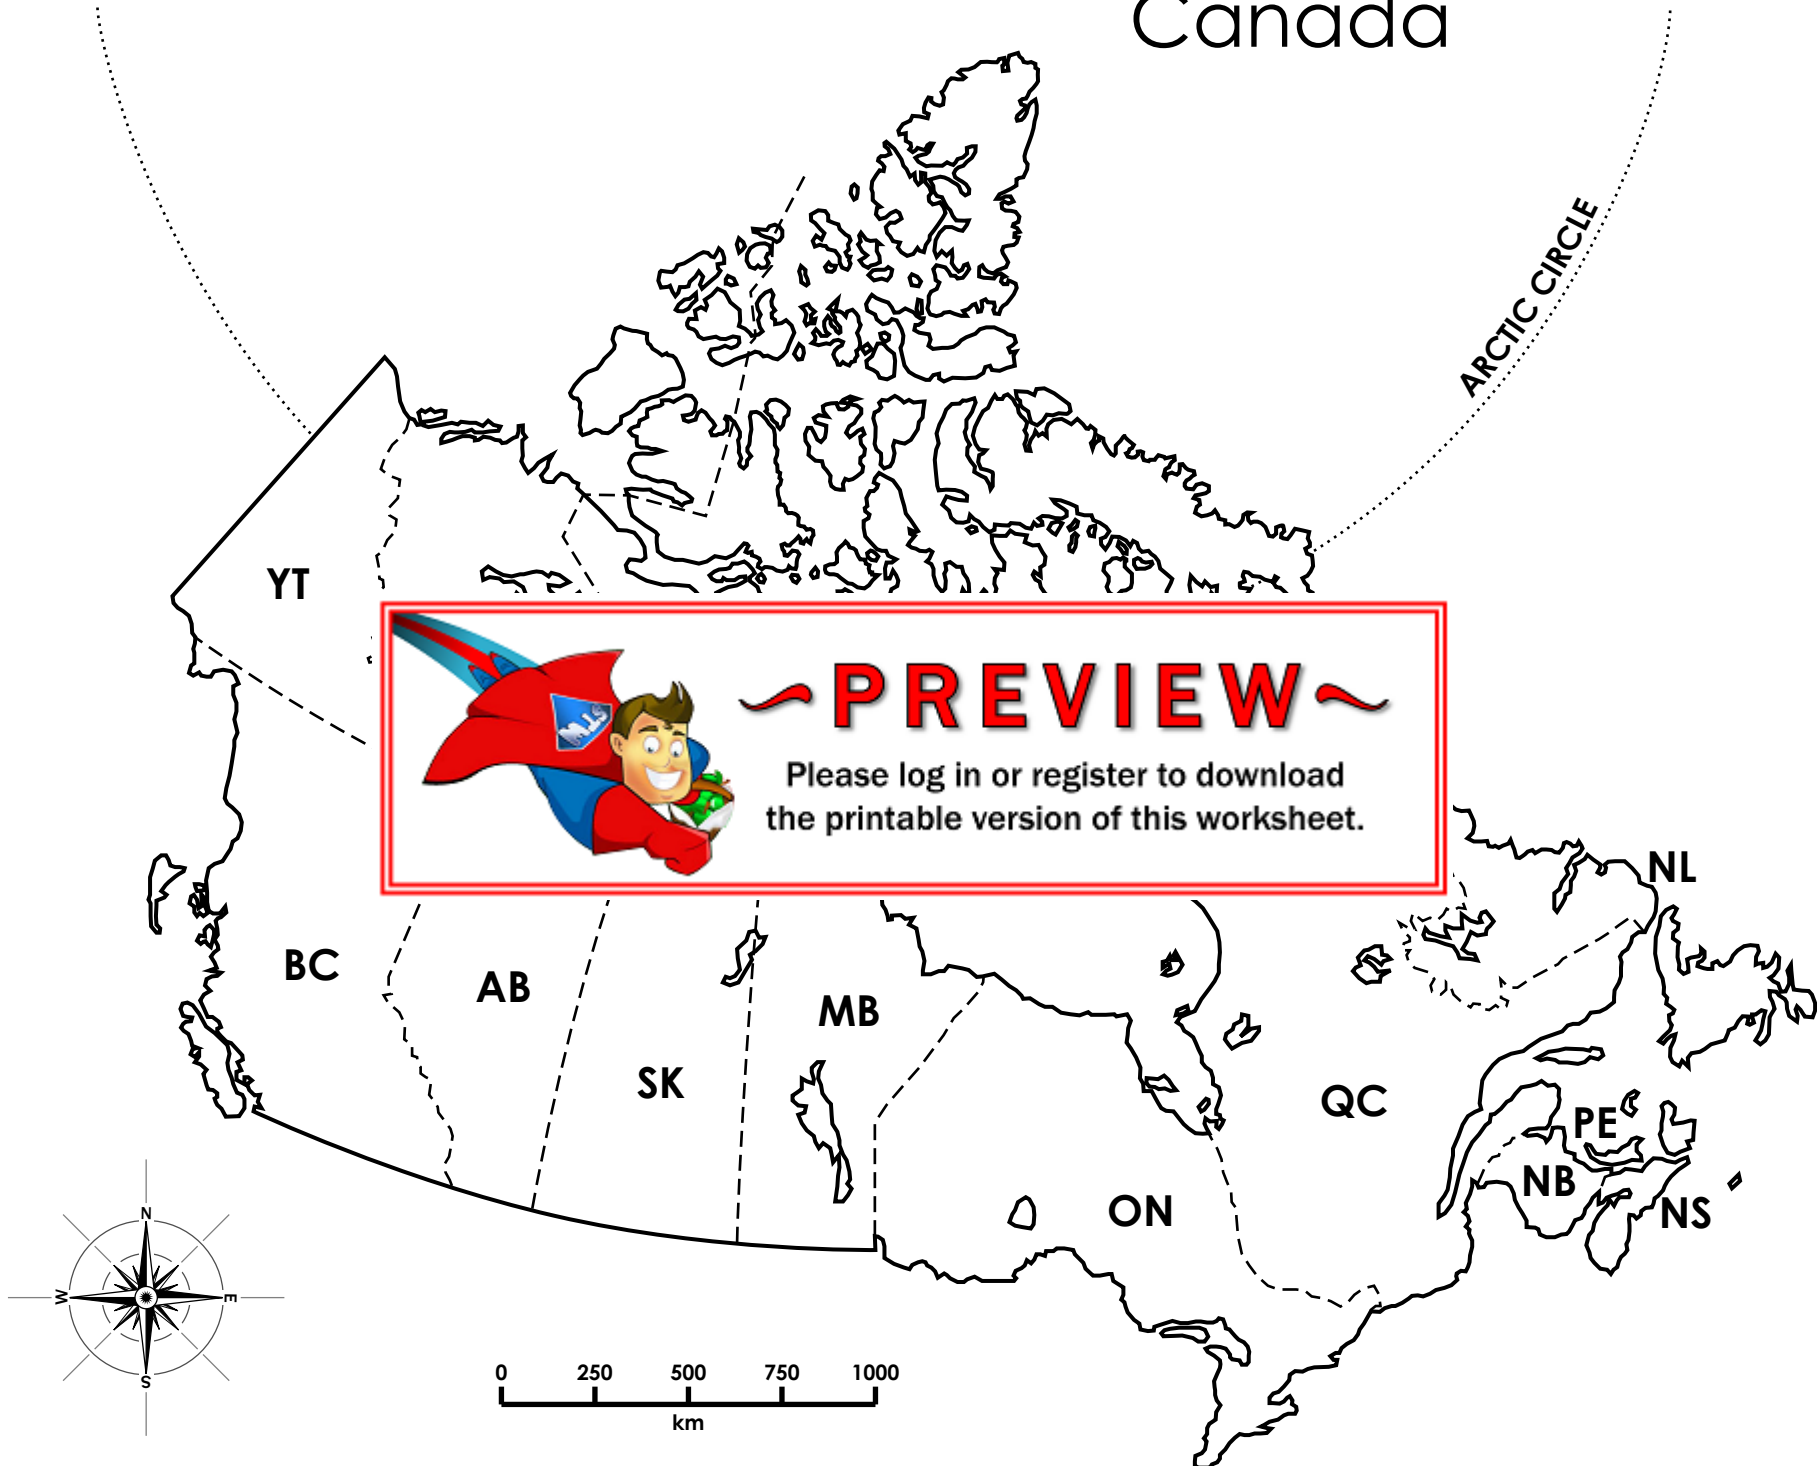 Canada
ARCTIC CIRCLE
YT
PREVIEW
Please log in or register to download
the printable version of this worksheet.
NL
BC
AB
MB
SK
QC
PE
NB
ON
NS
N
W
E
S
0 250 500 750 1000
km